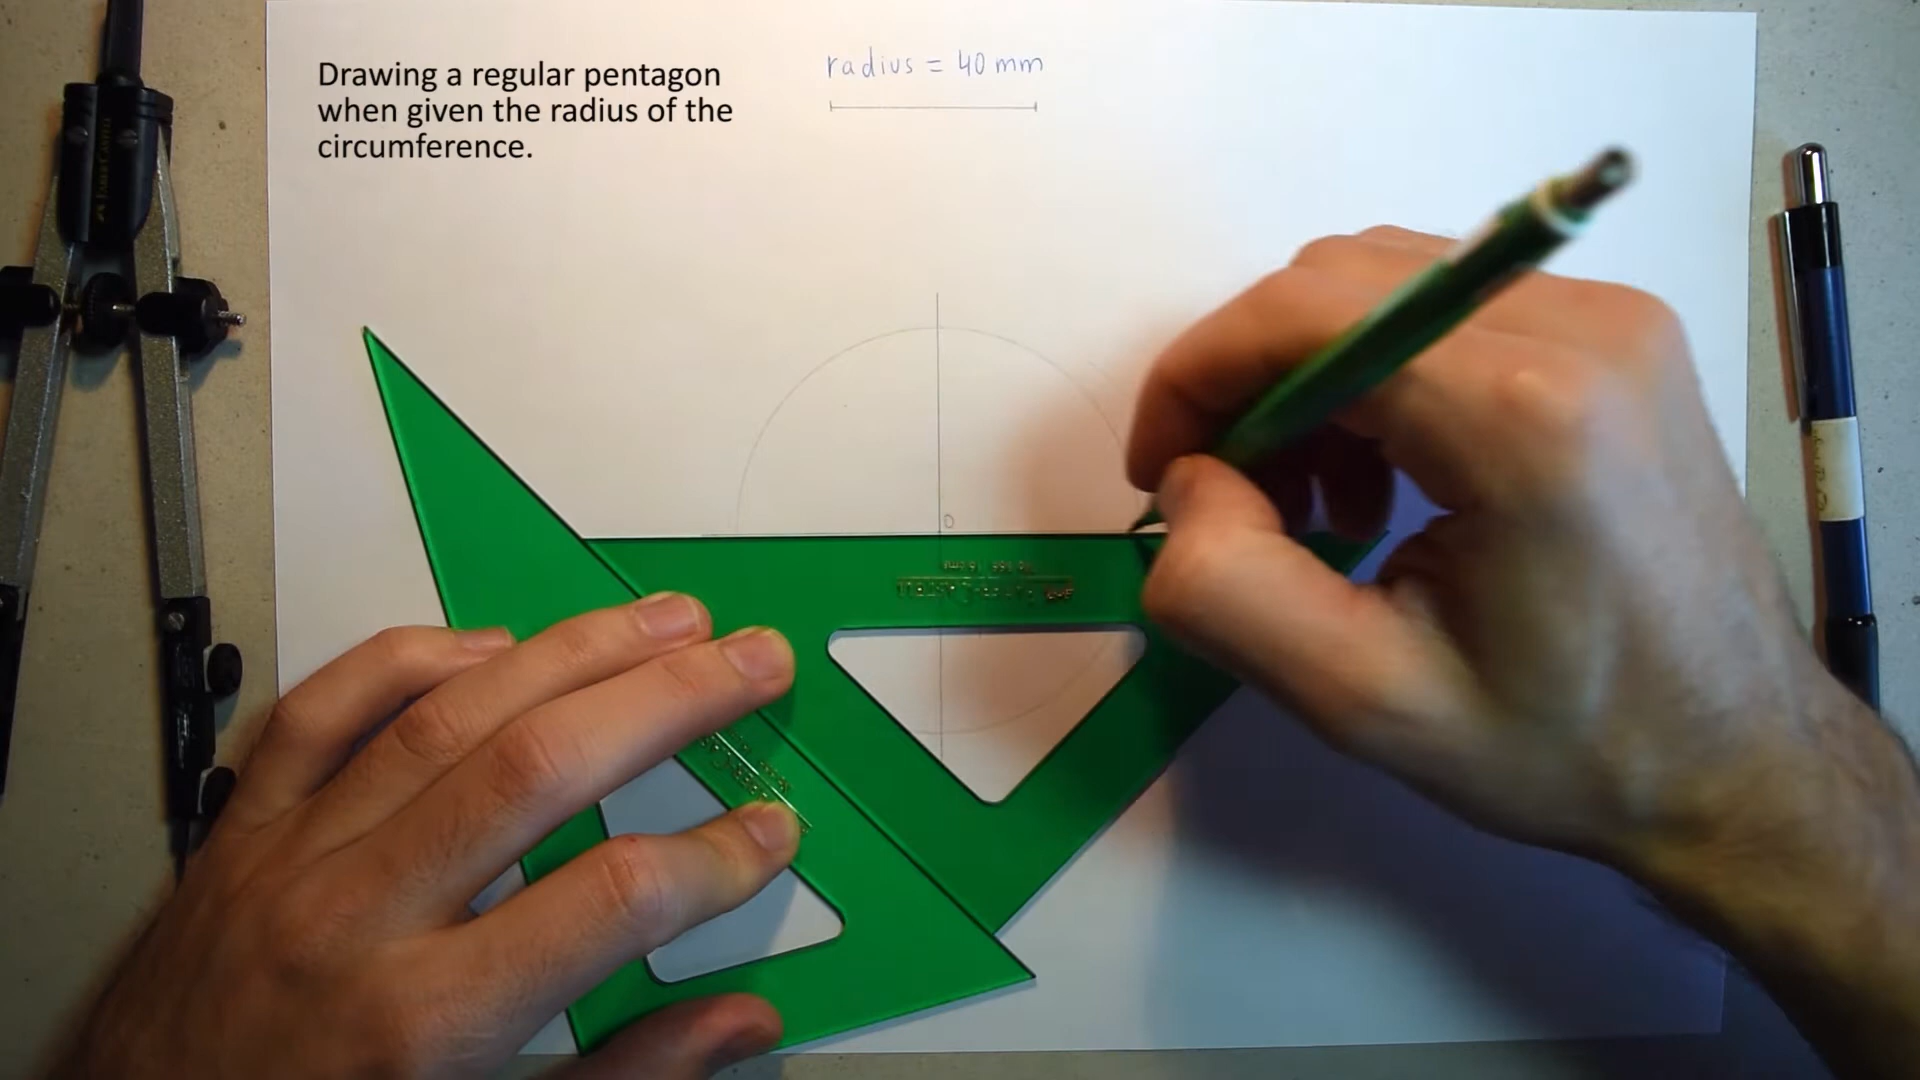 Drawing a regular pentagon
when given the radius of the
circumference.
radius = 40 mm
O